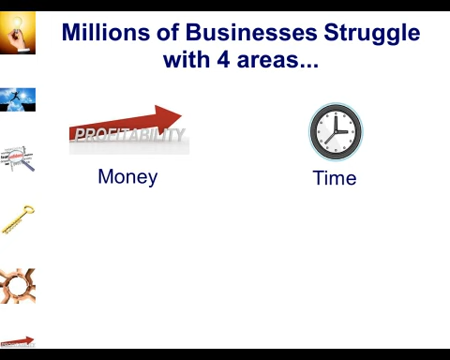 Millions of Businesses Struggle
with 4 areas...
PROFITABILITY
Money
Time